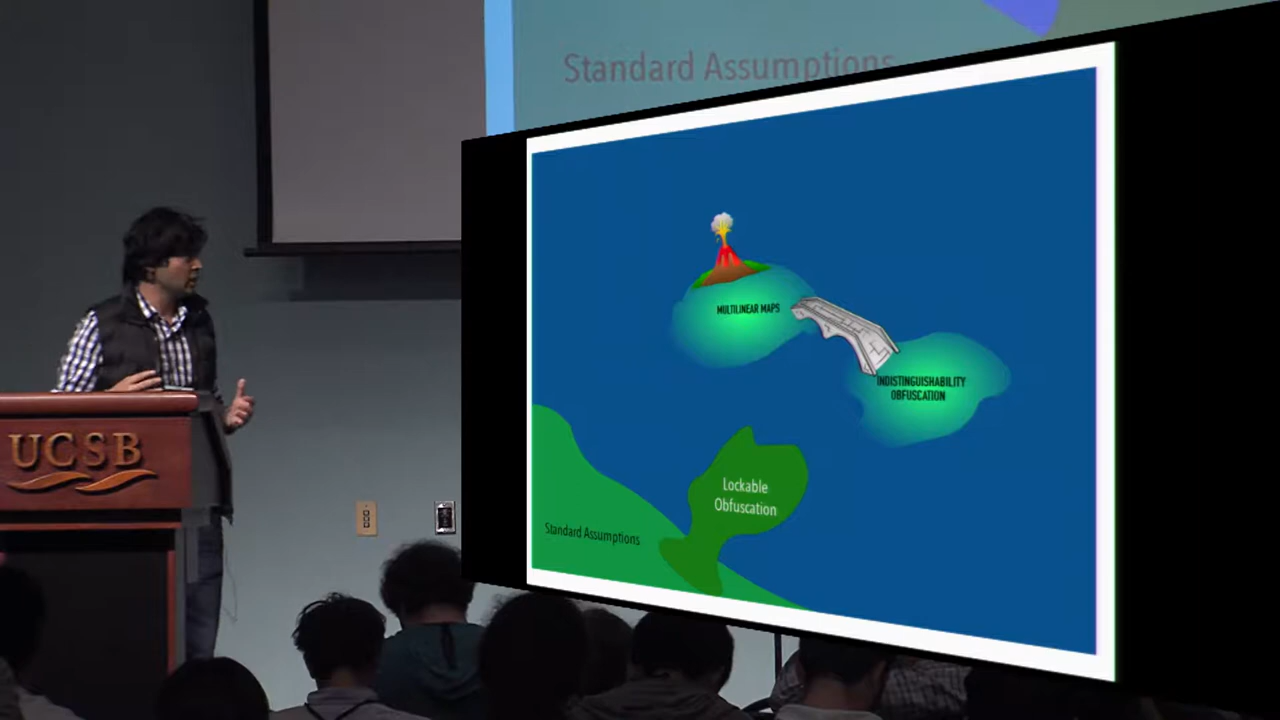 Standard Assumptions
MULTILINEAR MAPS
INDISTINGUISHABILITY
OBFUSCATION
Lockable
Obfuscation
Standard Assumptions
UCSB